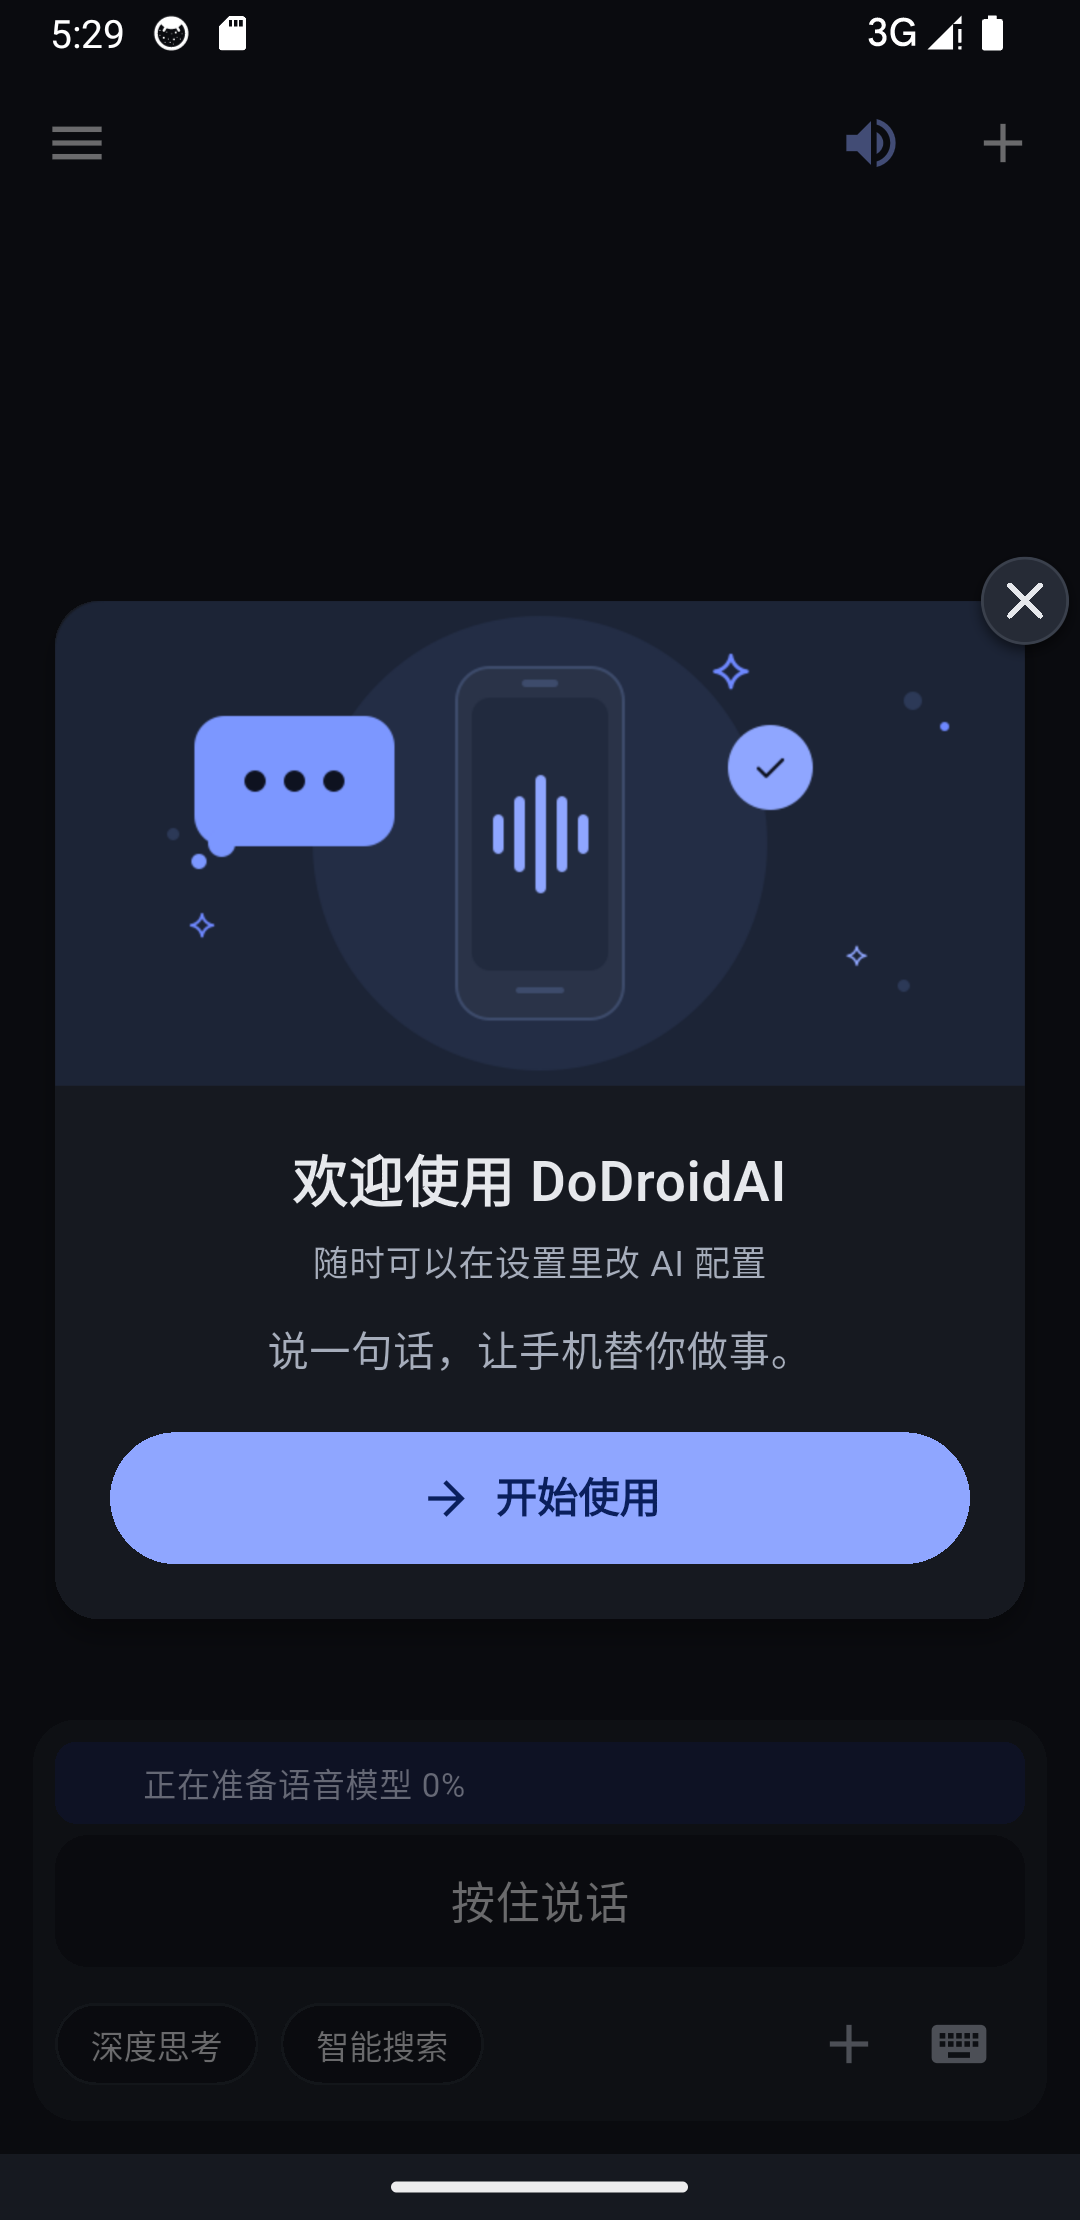 5:29
3G
欢迎使用 DoDroidAI
随时可以在设置里改 AI 配置
说一句话，让手机替你做事。
开始使用
正在准备语音模型 0%
按住说话
深度思考 智能搜索